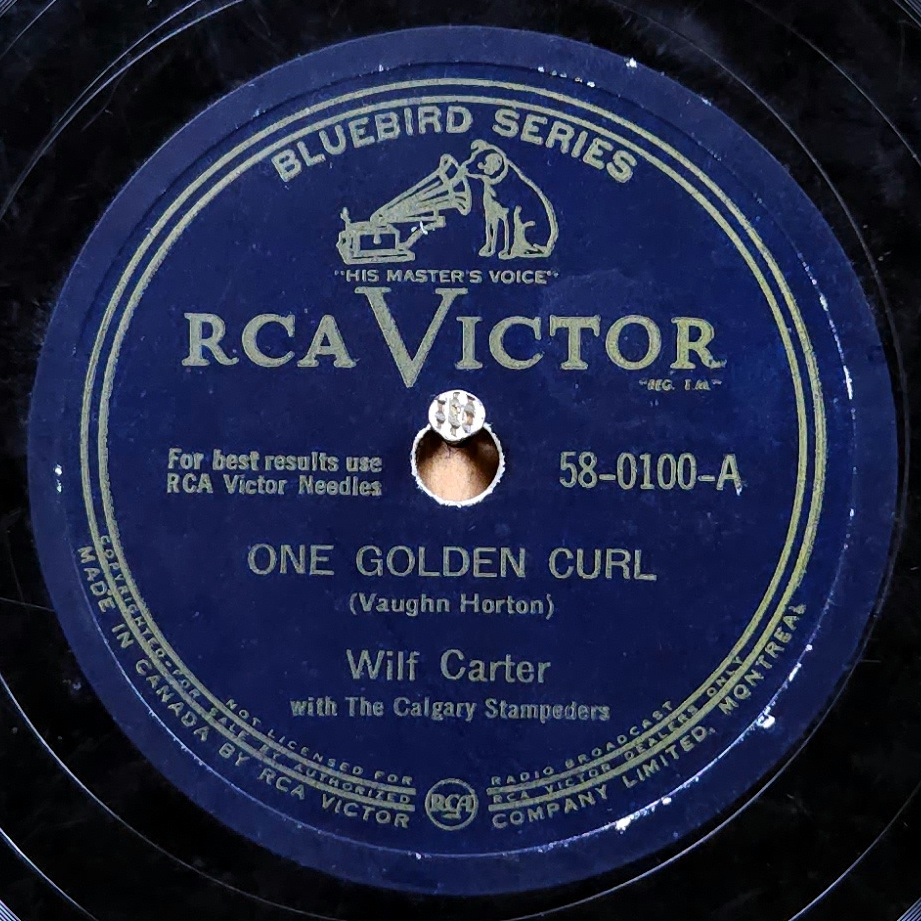 BLUEBIRD SERIES
"HIS MASTER'S VOICE"
RCA VICTOR
"REG. T.M."
For best results use
RCA Victor Needles
58-0100-A
ONE GOLDEN CURL
(Vaughn Horton)
Wilf Carter
with The Calgary Stampeders
NOT LICENSED FOR RADIO BROADCAST
COPYRIGHTED-FOR SALE BY AUTHORIZED RCA VICTOR DEALERS ONLY
MADE IN CANADA BY RCA VICTOR COMPANY LIMITED, MONTREAL
RCA